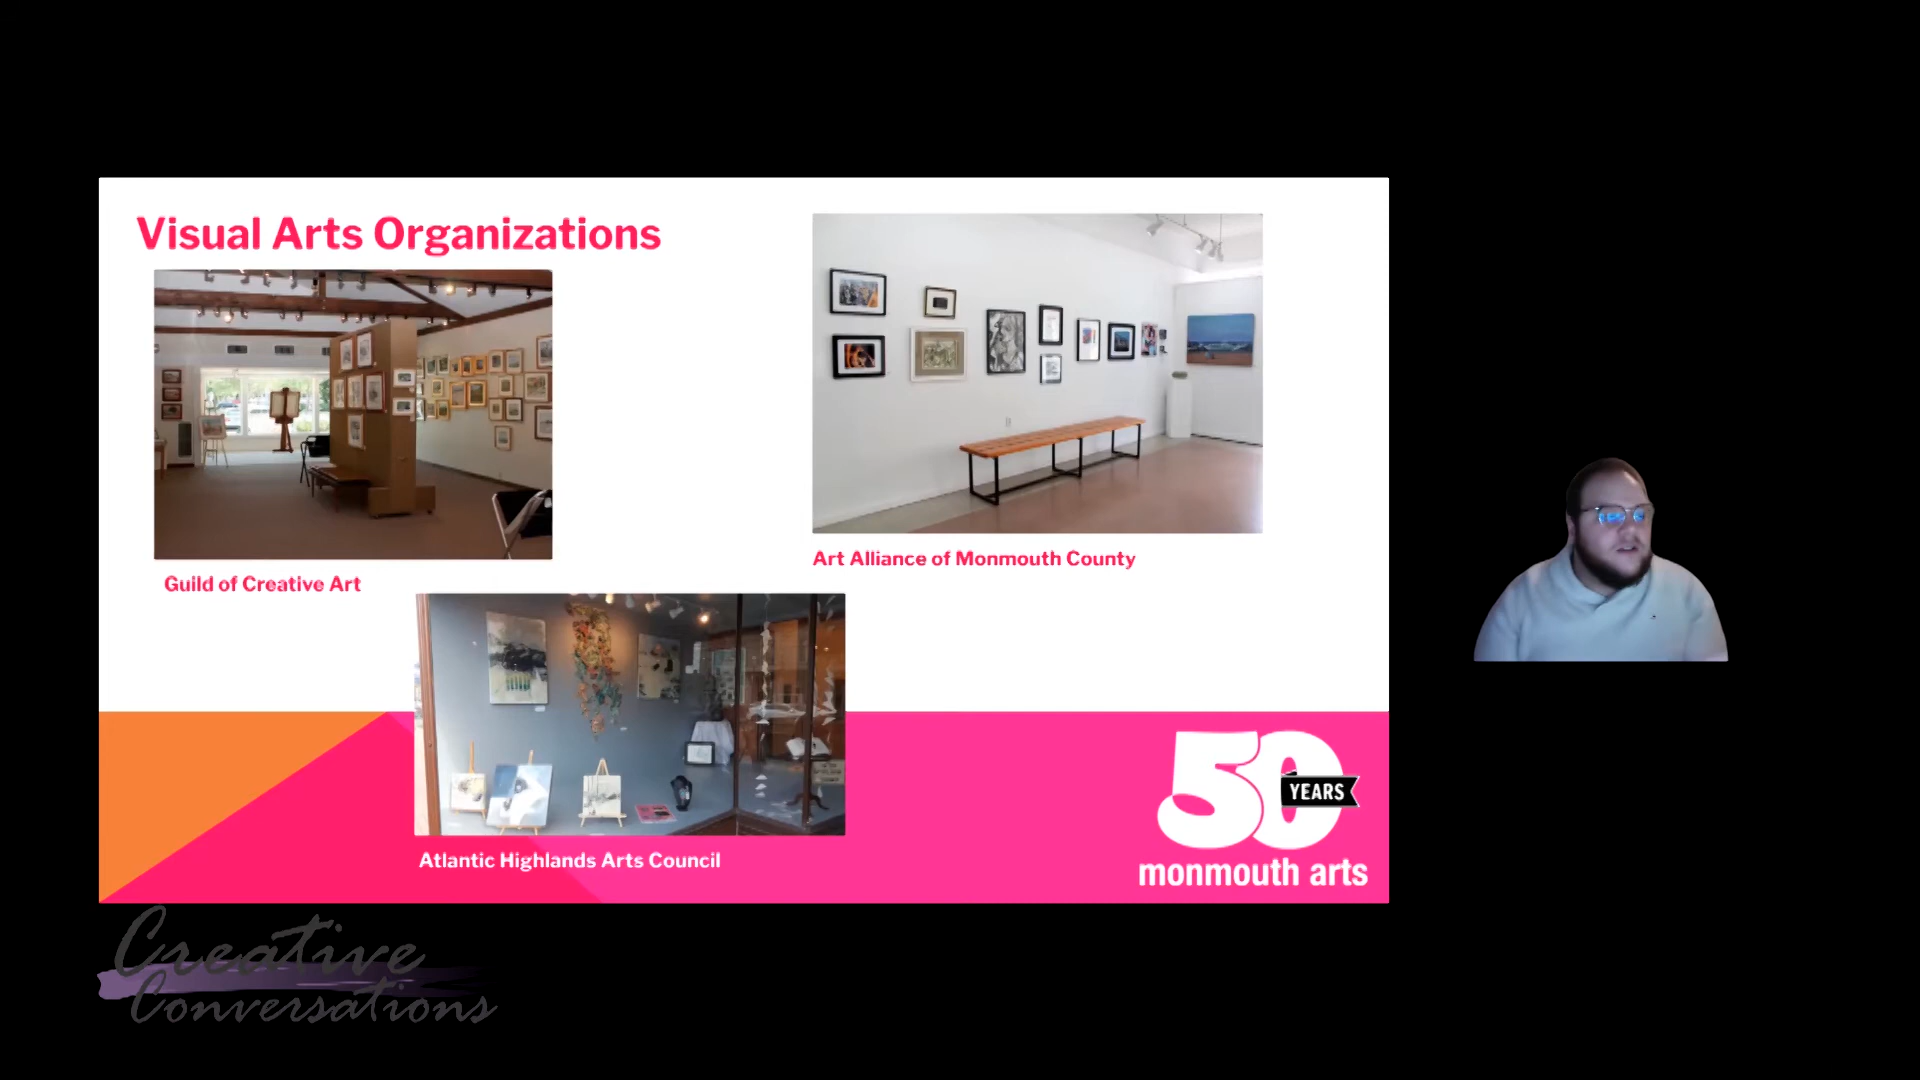 Visual Arts Organizations
Guild of Creative Art
Art Alliance of Monmouth County
Atlantic Highlands Arts Council
50
YEARS
monmouth arts
Creative
Conversations